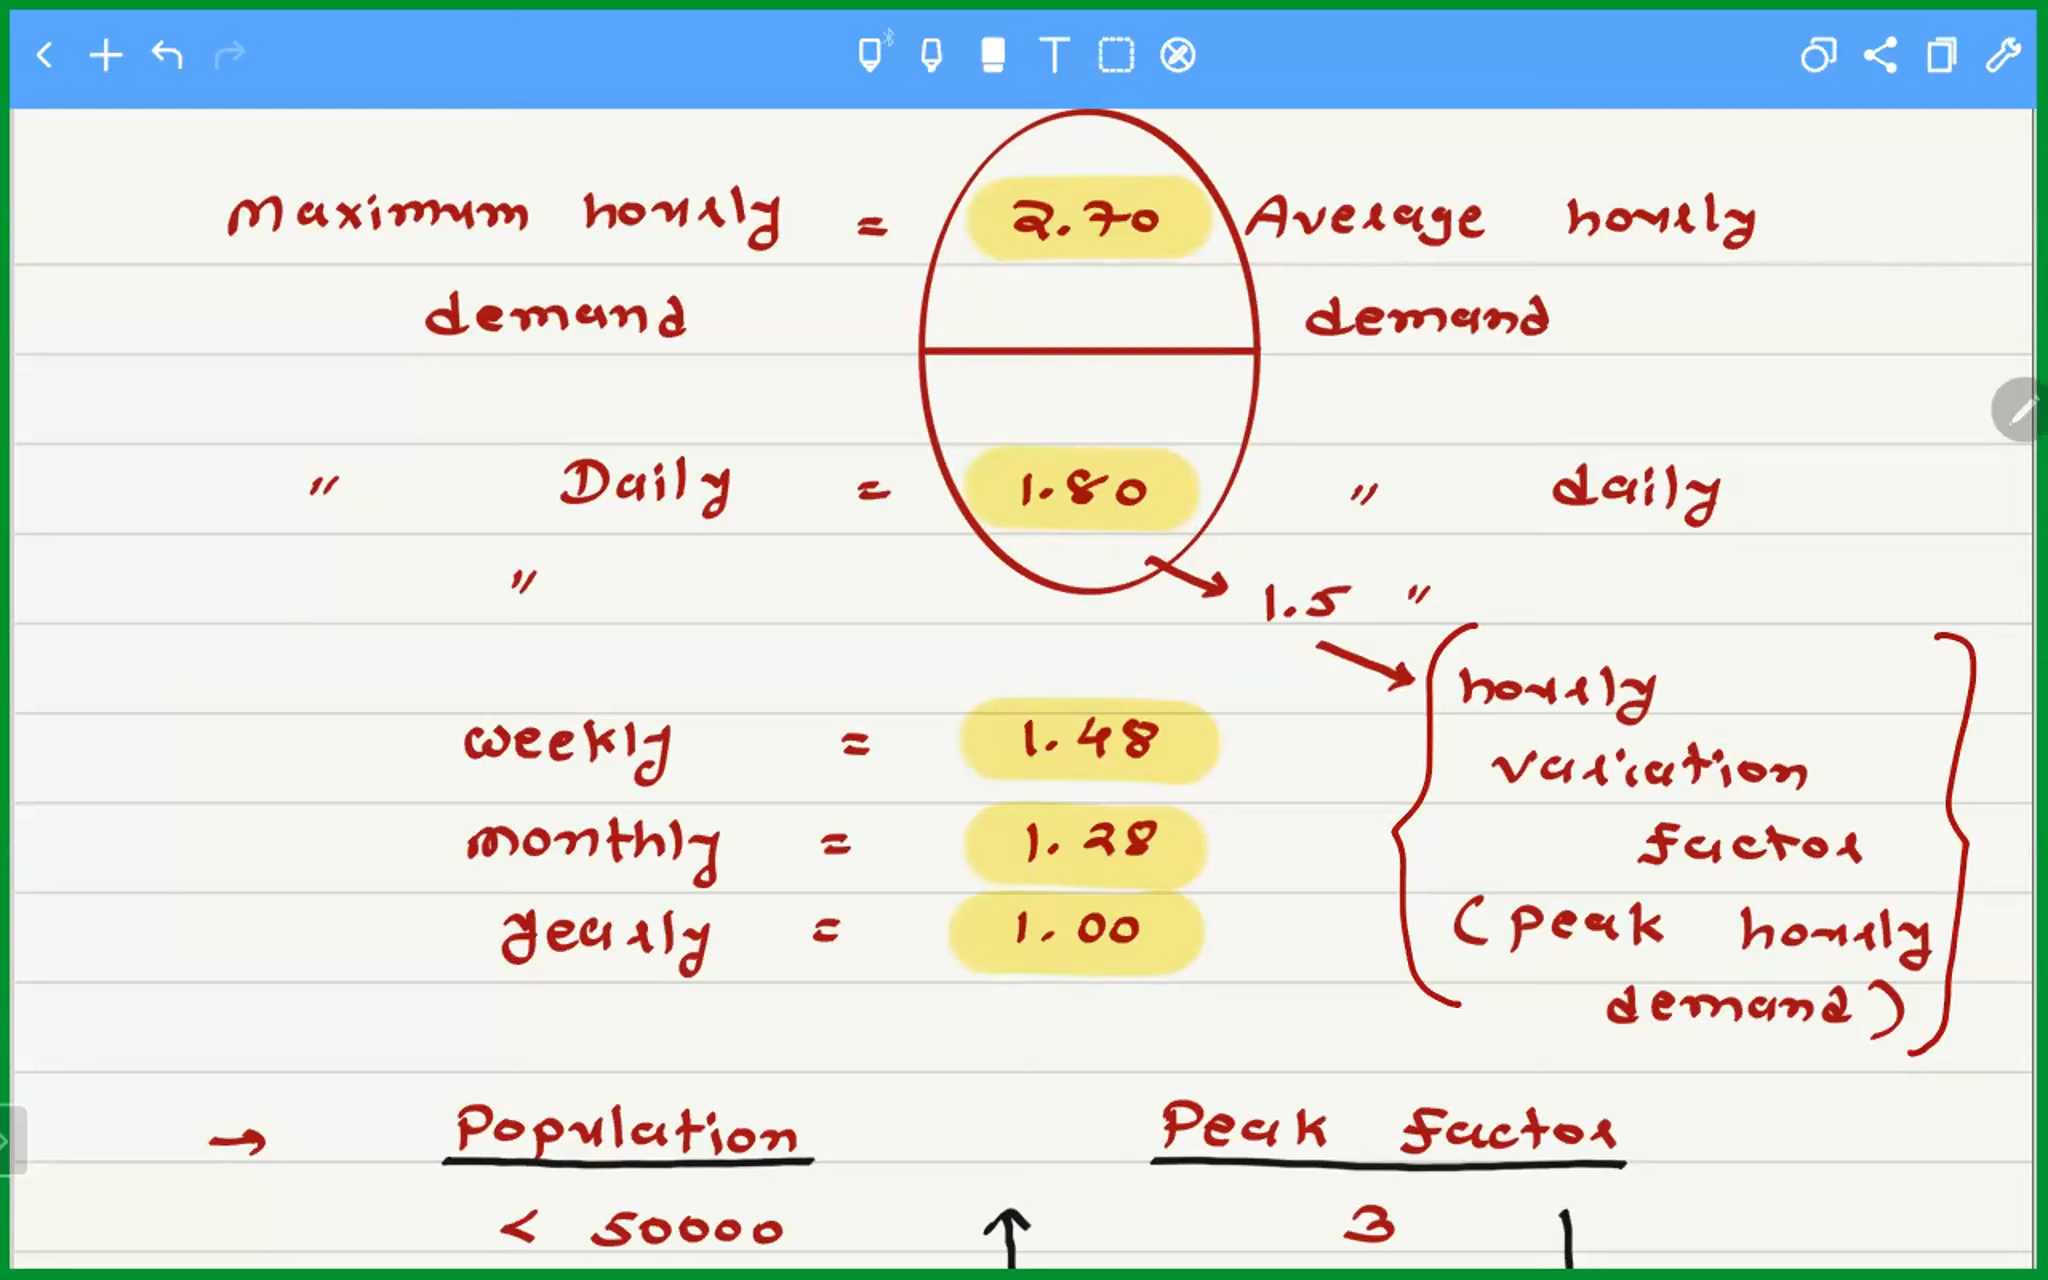 Maximum hourly = 2.70 Average hourly
demand demand
" Daily = 1.80 " daily
" 1.5 "
hourly
weekly = 1.48
variation
monthly = 1.28
factor
yearly = 1.00
(peak hourly
demand)
→ Population Peak factor
< 50000 3